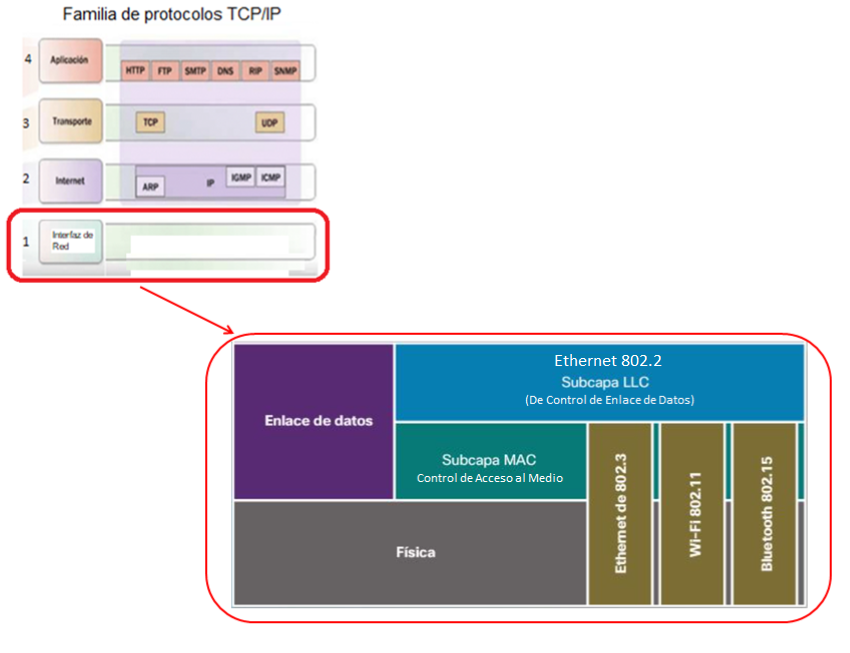 Familia de protocolos TCP/IP
4
Aplicación
HTTP
FTP
SMTP
DNS
RIP
SNMP
3
Transporte
TCP
UDP
2
Internet
ARP
IP
IGMP
ICMP
1
Interfaz de
Red
Enlace de datos
Ethernet 802.2
Subcapa LLC
(De Control de Enlace de Datos)
Subcapa MAC
Control de Acceso al Medio
Física
Ethernet de 802.3
Wi-Fi 802.11
Bluetooth 802.15